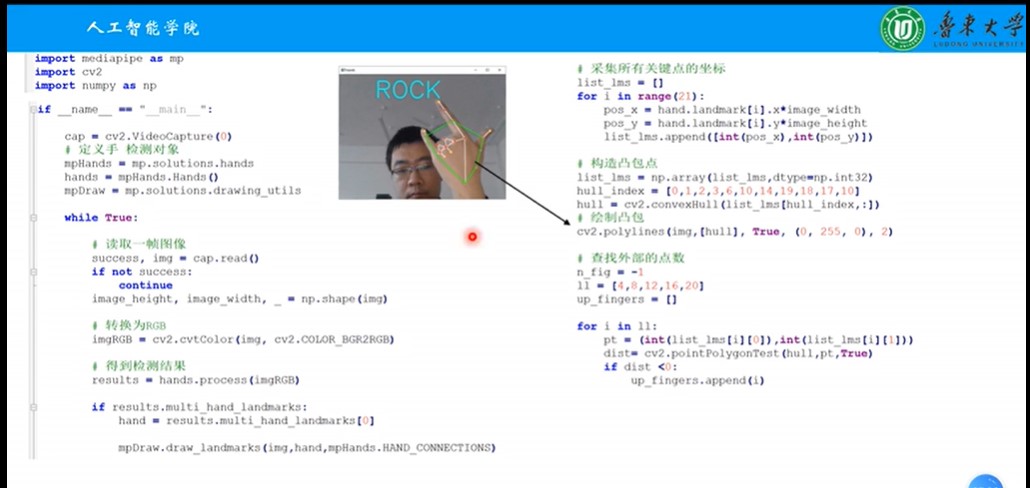 人工智能学院
鲁东大学
LUDONG UNIVERSITY
import mediapipe as mp
import cv2
import numpy as np
if __name__ == "__main__":
cap = cv2.VideoCapture(0)
# 定义手 检测对象
mpHands = mp.solutions.hands
hands = mpHands.Hands()
mpDraw = mp.solutions.drawing_utils
while True:
# 读取一帧图像
success, img = cap.read()
if not success:
continue
image_height, image_width, _ = np.shape(img)
# 转换为RGB
imgRGB = cv2.cvtColor(img, cv2.COLOR_BGR2RGB)
# 得到检测结果
results = hands.process(imgRGB)
if results.multi_hand_landmarks:
hand = results.multi_hand_landmarks[0]
mpDraw.draw_landmarks(img,hand,mpHands.HAND_CONNECTIONS)
ROCK
# 采集所有关键点的坐标
list_lms = []
for i in range(21):
pos_x = hand.landmark[i].x*image_width
pos_y = hand.landmark[i].y*image_height
list_lms.append([int(pos_x),int(pos_y)])
# 构造凸包点
list_lms = np.array(list_lms,dtype=np.int32)
hull_index = [0,1,2,3,6,10,14,19,18,17,10]
hull = cv2.convexHull(list_lms[hull_index,:])
# 绘制凸包
cv2.polylines(img,[hull], True, (0, 255, 0), 2)
# 查找外部的点数
n_fig = -1
ll = [4,8,12,16,20]
up_fingers = []
for i in ll:
pt = (int(list_lms[i][0]),int(list_lms[i][1]))
dist= cv2.pointPolygonTest(hull,pt,True)
if dist <0:
up_fingers.append(i)